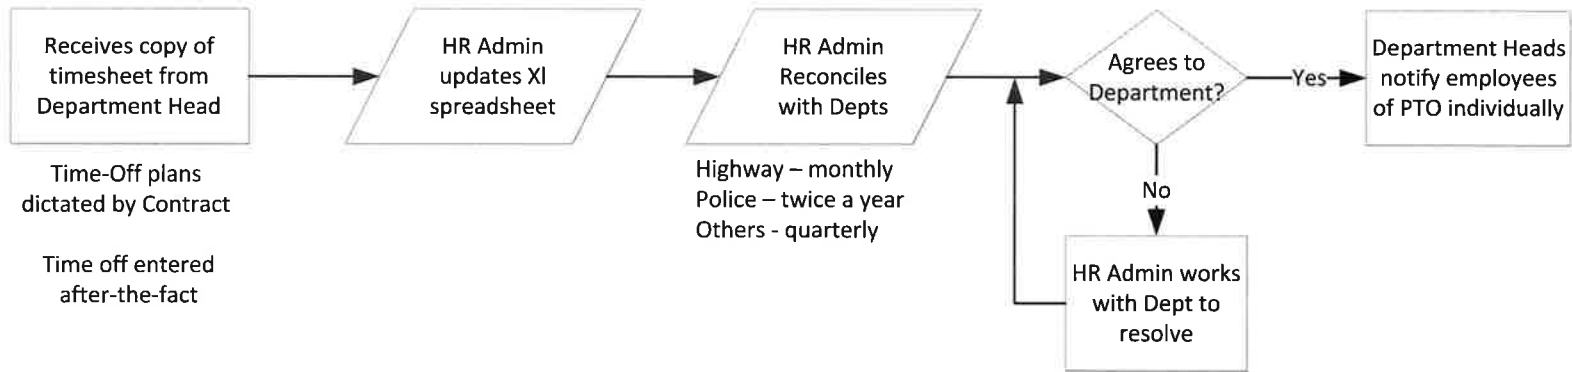 Receives copy of
timesheet from
Department Head
Time-Off plans
dictated by Contract
Time off entered
after-the-fact
HR Admin
updates Xl
spreadsheet
HR Admin
Reconciles
with Depts
Highway – monthly
Police – twice a year
Others - quarterly
Agrees to
Department?
Yes
No
HR Admin works
with Dept to
resolve
Department Heads
notify employees
of PTO individually